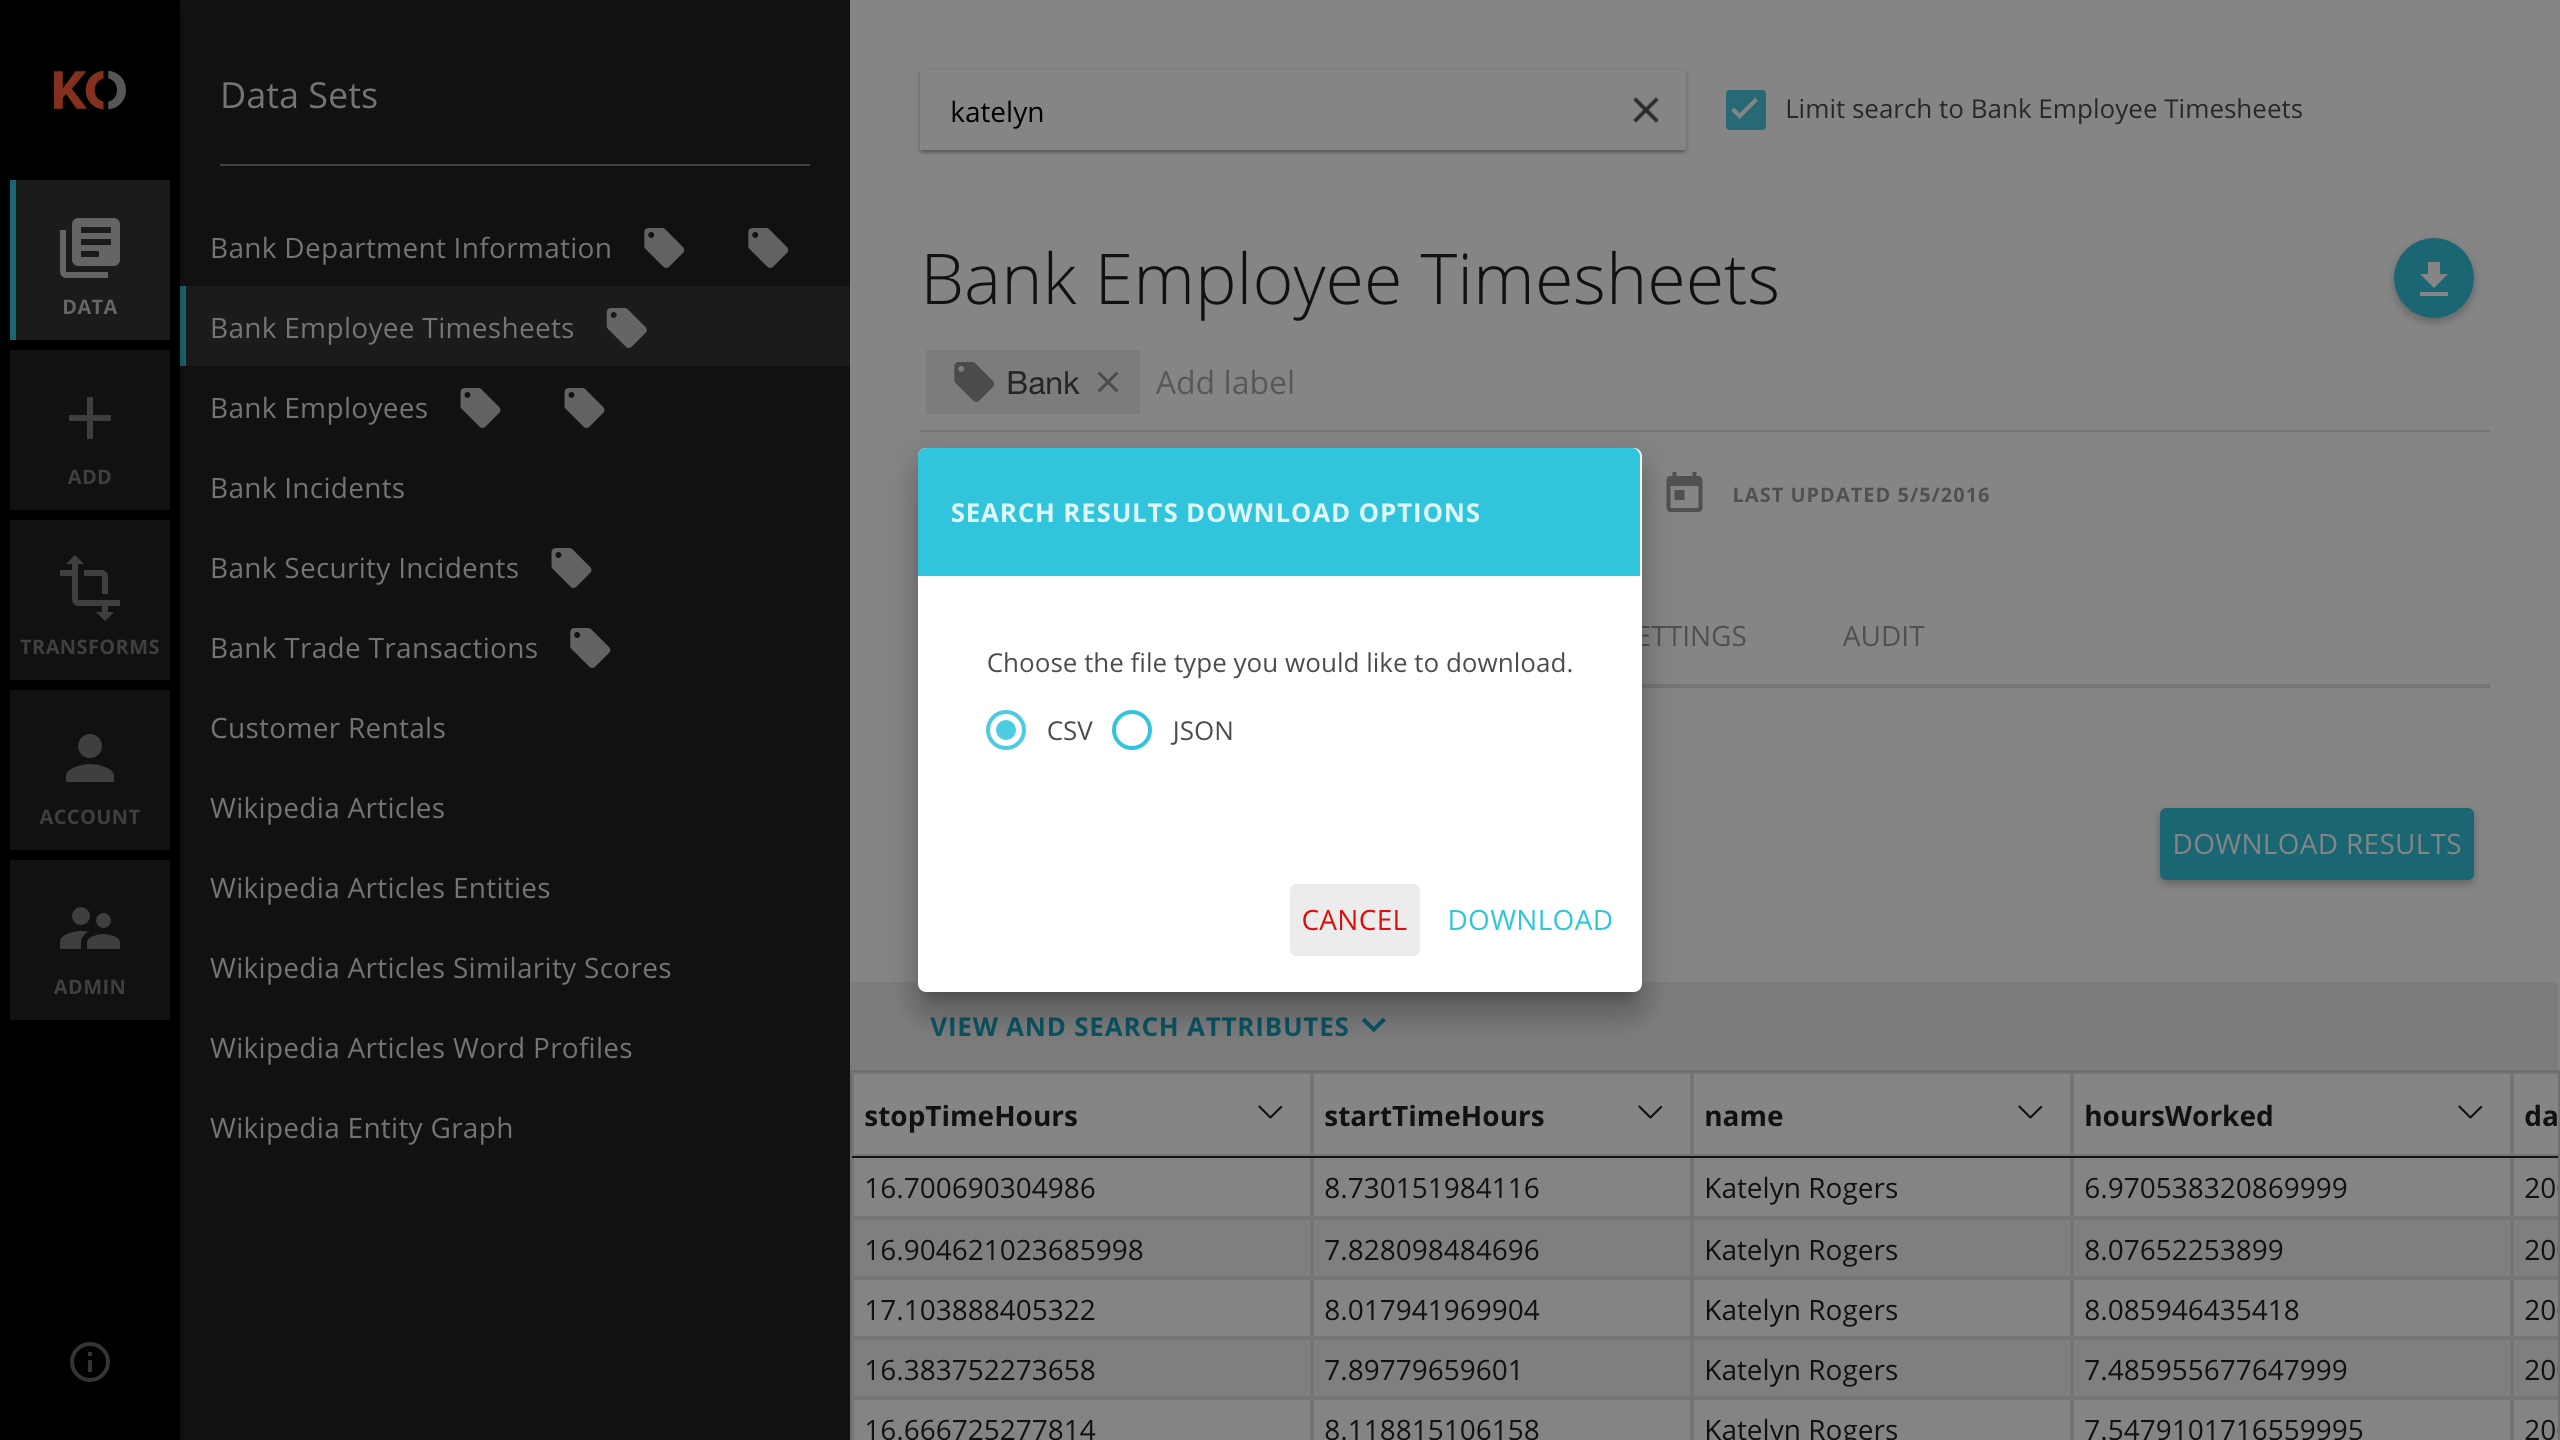 KO
DATA
ADD
TRANSFORMS
ACCOUNT
ADMIN
Data Sets
Bank Department Information
Bank Employee Timesheets
Bank Employees
Bank Incidents
Bank Security Incidents
Bank Trade Transactions
Customer Rentals
Wikipedia Articles
Wikipedia Articles Entities
Wikipedia Articles Similarity Scores
Wikipedia Articles Word Profiles
Wikipedia Entity Graph
katelyn
Limit search to Bank Employee Timesheets
Bank Employee Timesheets
Bank Add label
LAST UPDATED 5/5/2016
AUDIT
SEARCH RESULTS DOWNLOAD OPTIONS
Choose the file type you would like to download.
CSV JSON
CANCEL DOWNLOAD
DOWNLOAD RESULTS
VIEW AND SEARCH ATTRIBUTES
stopTimeHours startTimeHours name hoursWorked da
16.700690304986 8.730151984116 Katelyn Rogers 6.970538320869999 20
16.904621023685998 7.828098484696 Katelyn Rogers 8.07652253899 20
17.103888405322 8.017941969904 Katelyn Rogers 8.085946435418 20
16.383752273658 7.89779659601 Katelyn Rogers 7.485955677647999 20
16.666725277814 8.118815106158 Katelyn Rogers 7.5479101716559995 20